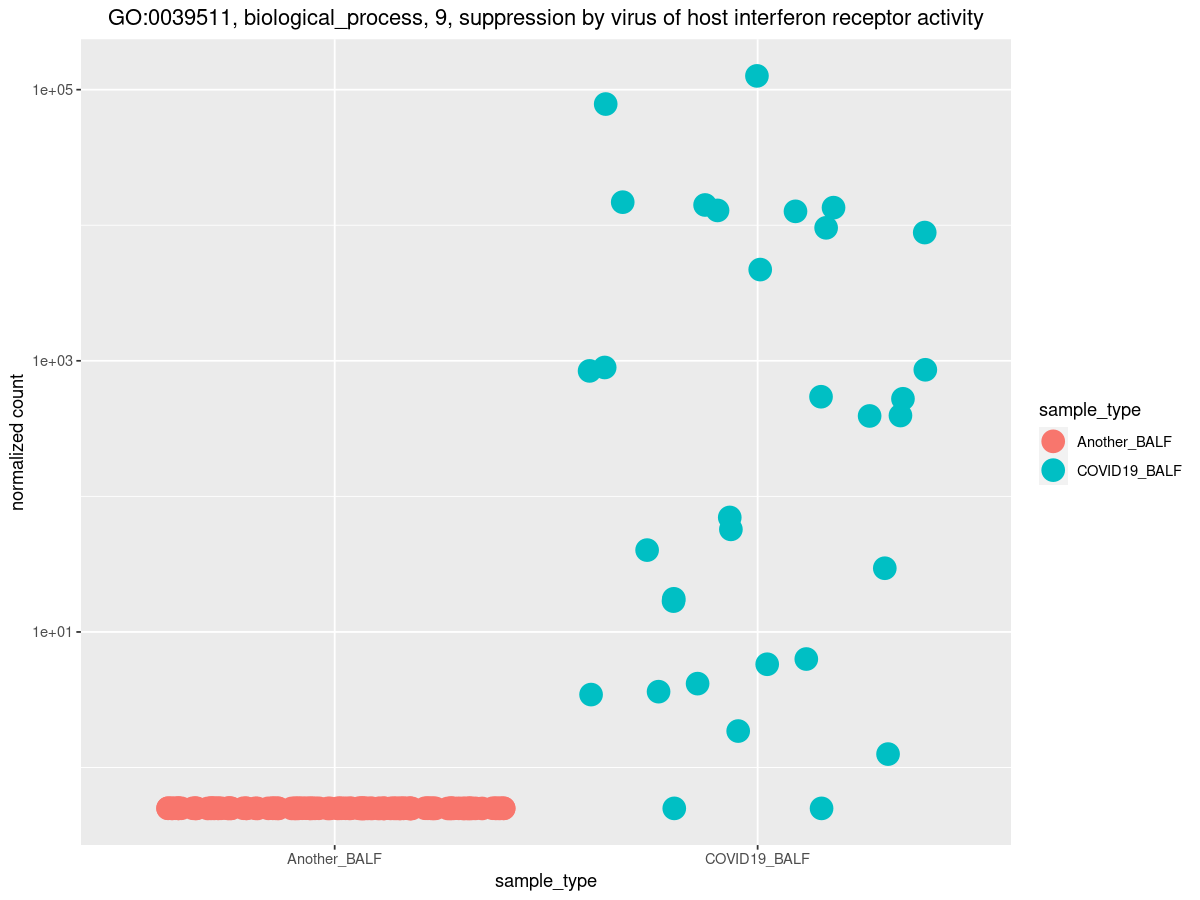 GO:0039511, biological_process, 9, suppression by virus of host interferon receptor activity
1e+05
1e+03
1e+01
normalized count
Another_BALF
COVID19_BALF
sample_type
sample_type
Another_BALF
COVID19_BALF